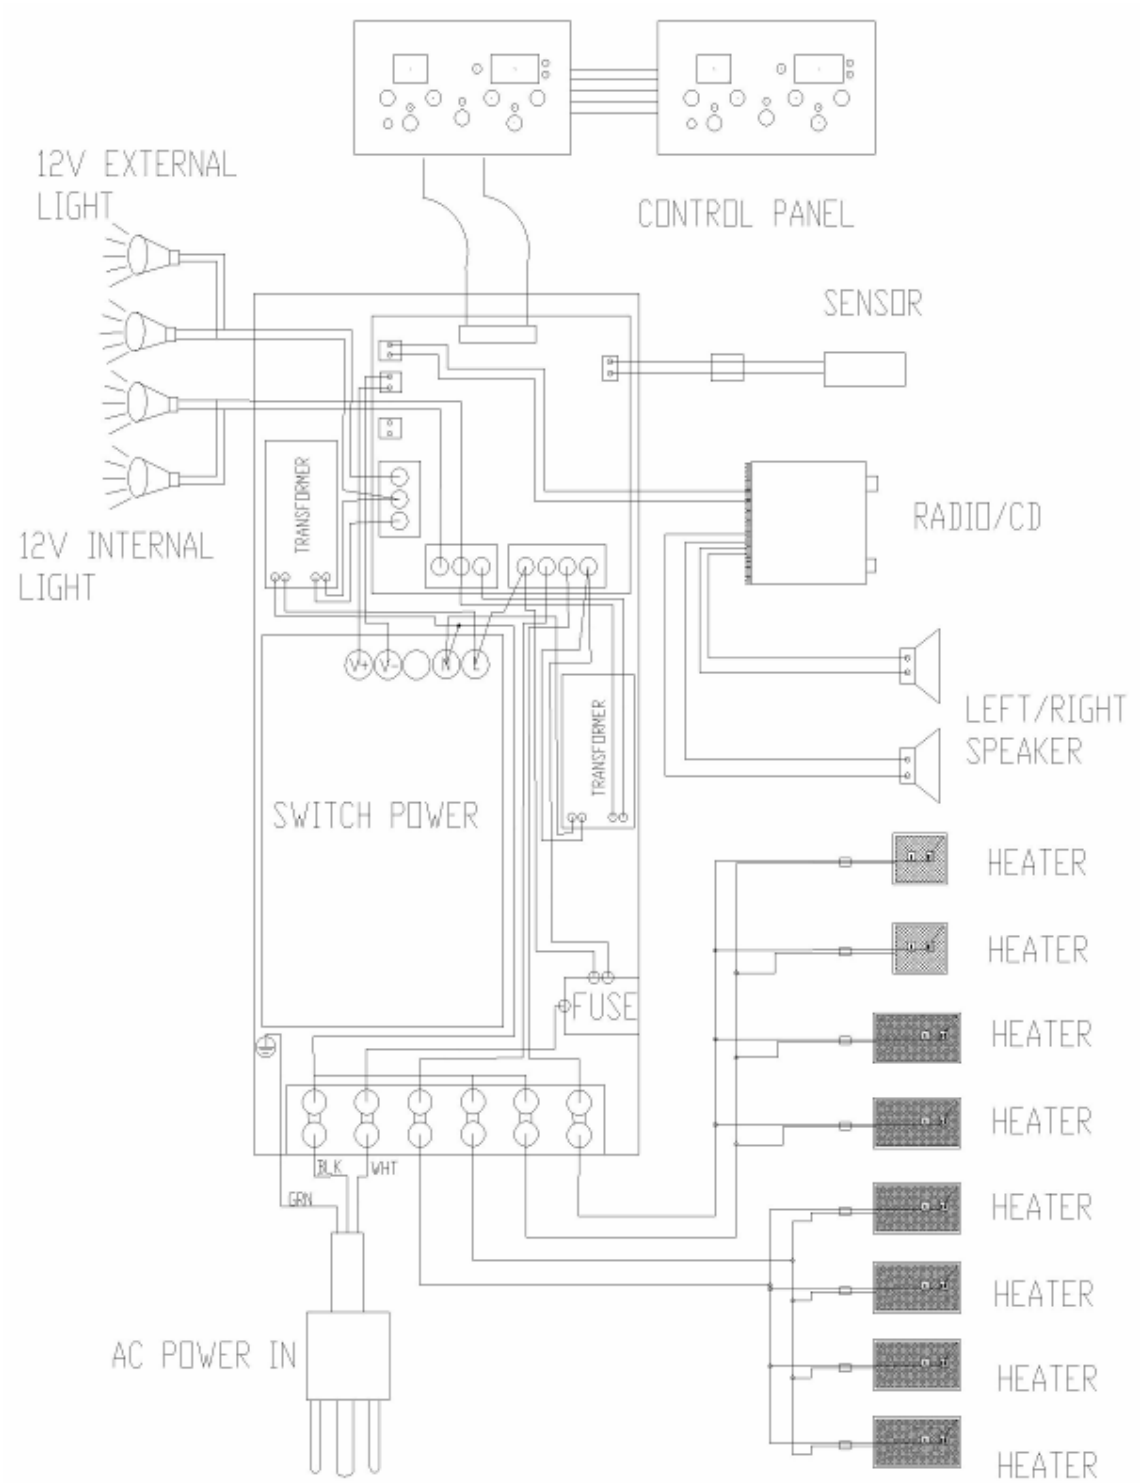 12V EXTERNAL
LIGHT
CONTROL PANEL
SENSOR
TRANSFORMER
RADIO/CD
12V INTERNAL
LIGHT
V+
V-
N
L
LEFT/RIGHT
SPEAKER
TRANSFORMER
SWITCH POWER
HEATER
HEATER
FUSE
HEATER
HEATER
BLK
WHT
GRN
HEATER
HEATER
AC POWER IN
HEATER
HEATER